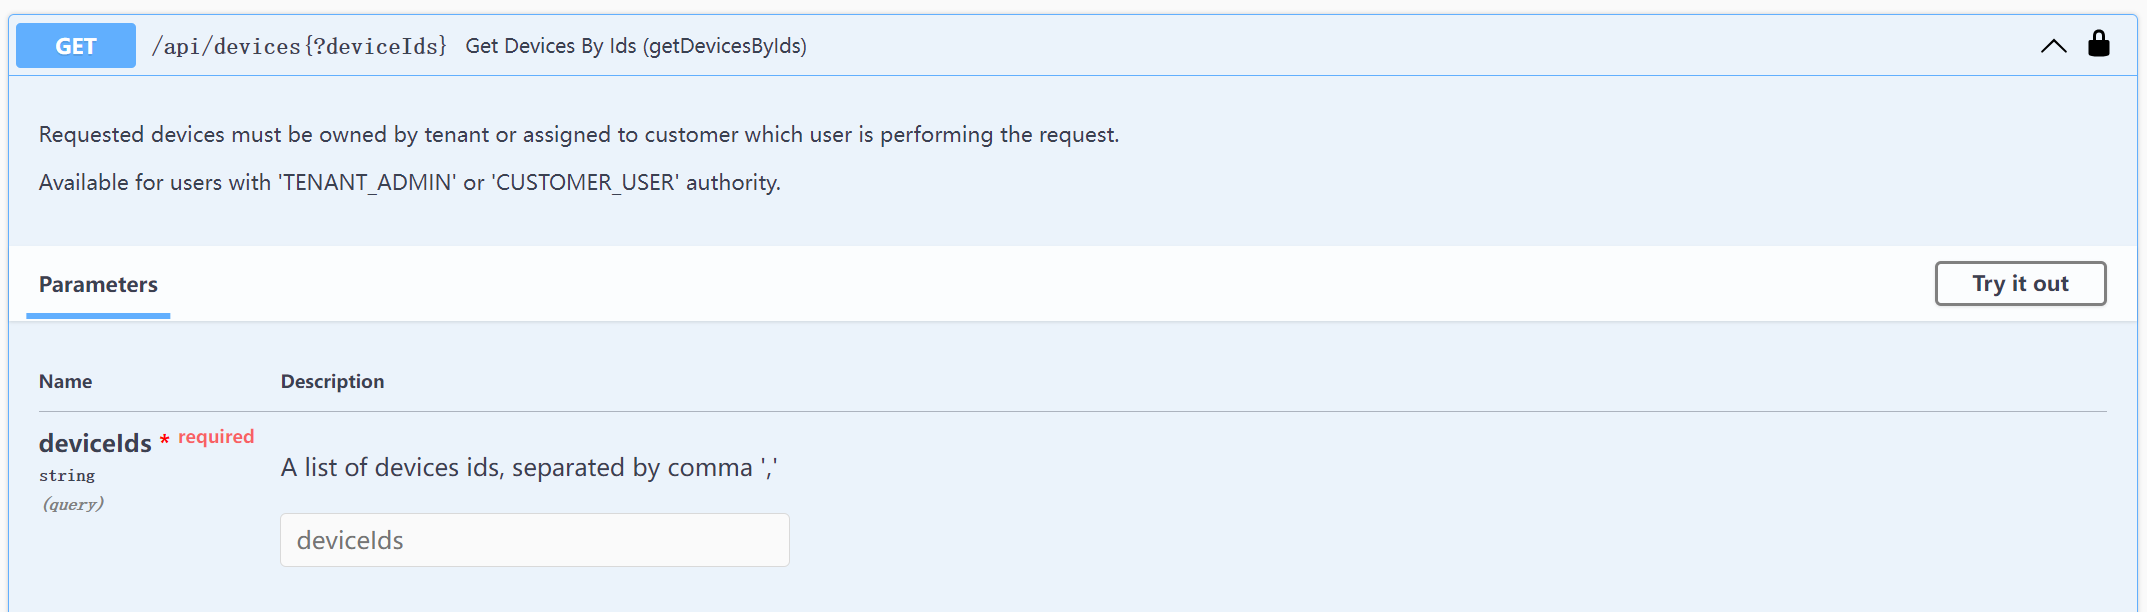 GET /api/devices{?deviceIds} Get Devices By Ids (getDevicesByIds)
Requested devices must be owned by tenant or assigned to customer which user is performing the request.
Available for users with 'TENANT_ADMIN' or 'CUSTOMER_USER' authority.
Parameters Try it out
Name Description
deviceIds * required
string
(query)
A list of devices ids, separated by comma ','
deviceIds